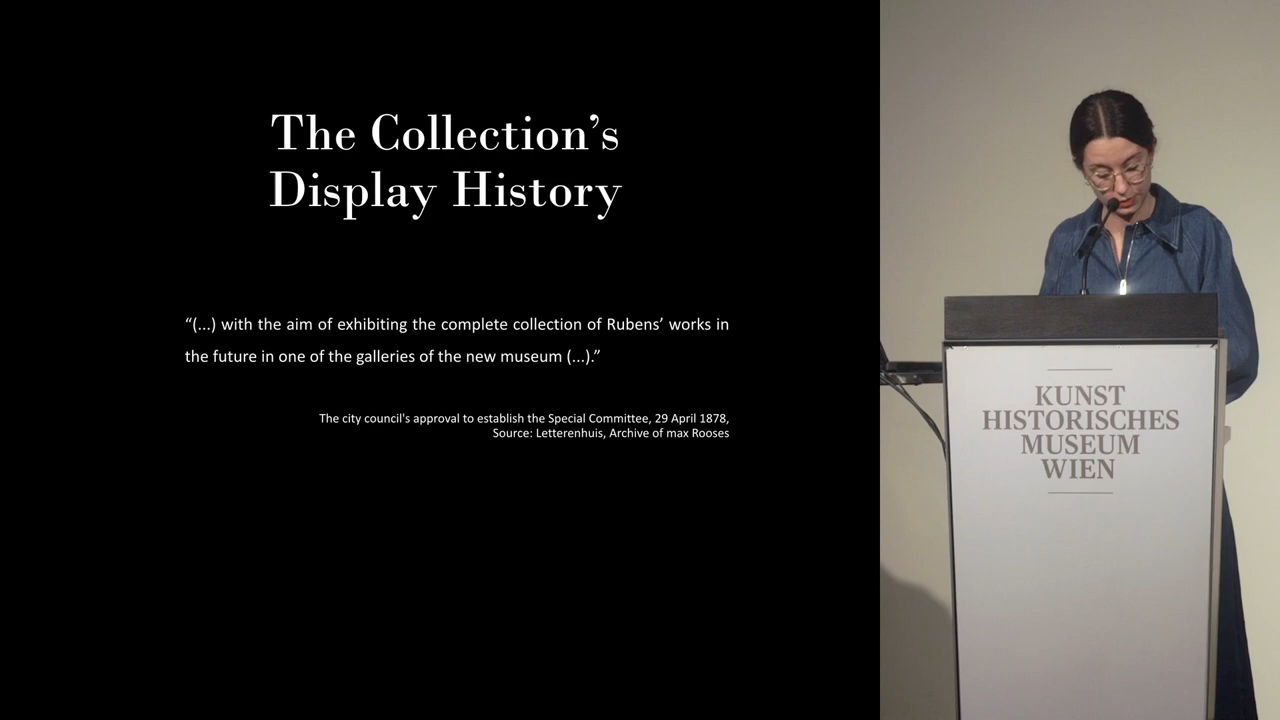 The Collection’s
Display History
“(...) with the aim of exhibiting the complete collection of Rubens’ works in
the future in one of the galleries of the new museum (...).”
The city council's approval to establish the Special Committee, 29 April 1878,
Source: Letterenhuis, Archive of max Rooses
KUNST
HISTORISCHES
MUSEUM
WIEN